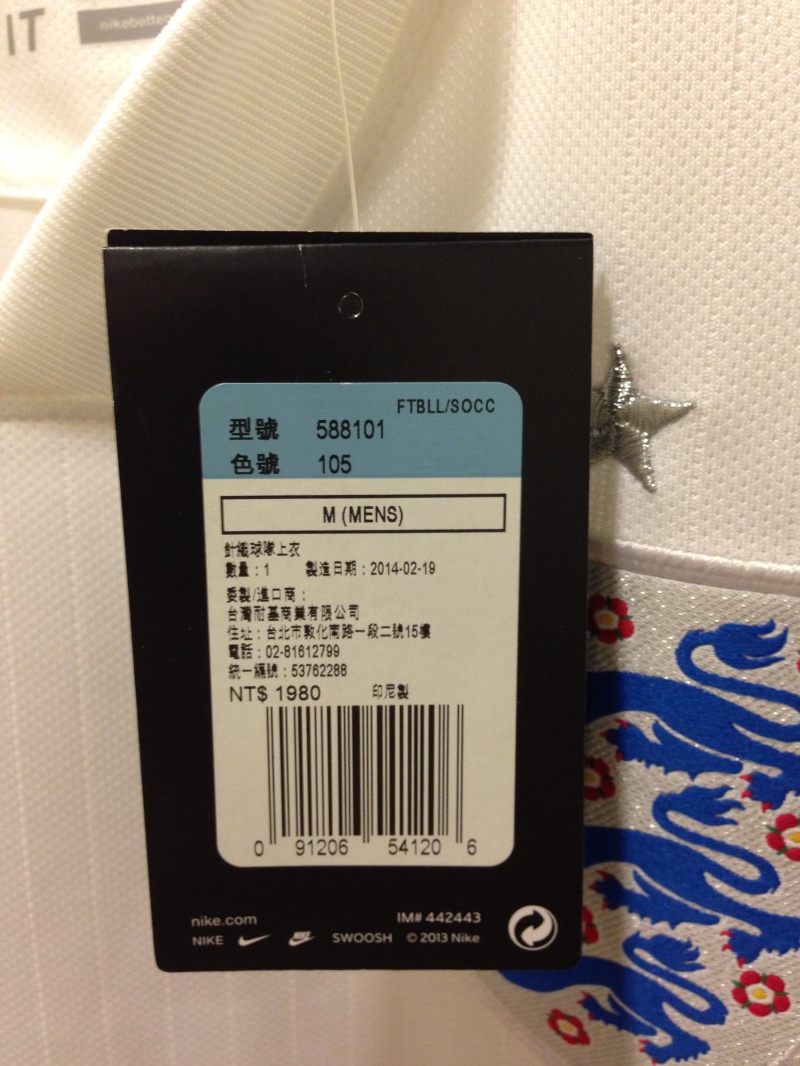 IT
nikebetter
FTBLL/SOCC
型號 588101
色號 105
M (MENS)
針織球隊上衣
數量：1 製造日期：2014-02-19
委製/進口商：
台灣耐基商業有限公司
住址：台北市敦化南路一段二號15樓
電話：02-81612799
統一編號：53762288
NT$ 1980 印尼製
0 91206 54120 6
nike.com IM# 442443
NIKE NIKE SWOOSH © 2013 Nike